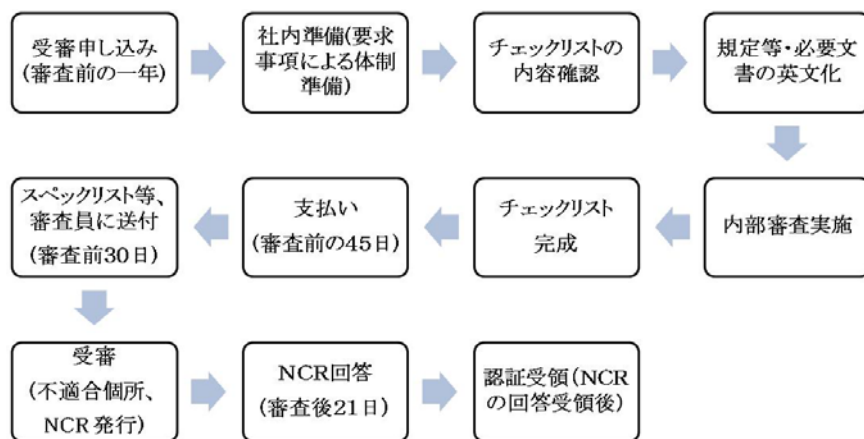 受審申し込み
(審査前の一年)
社内準備(要求
事項による体制
準備)
チェックリストの
内容確認
規定等・必要文
書の英文化
内部審査実施
チェックリスト
完成
支払い
(審査前の45日)
スペックリスト等、
審査員に送付
(審査前30日)
受審
(不適合個所、
NCR 発行)
NCR回答
(審査後21日)
認証受領(NCR
の回答受領後)